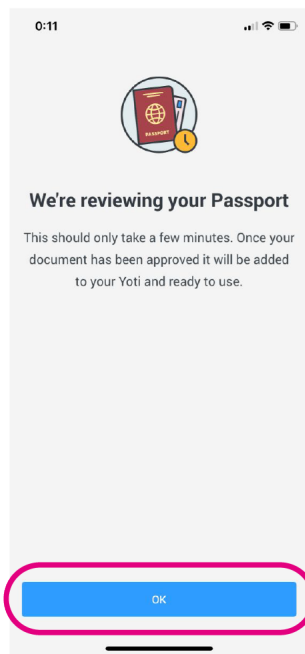 0:11
PASSPORT
We're reviewing your Passport
This should only take a few minutes. Once your
document has been approved it will be added
to your Yoti and ready to use.
OK